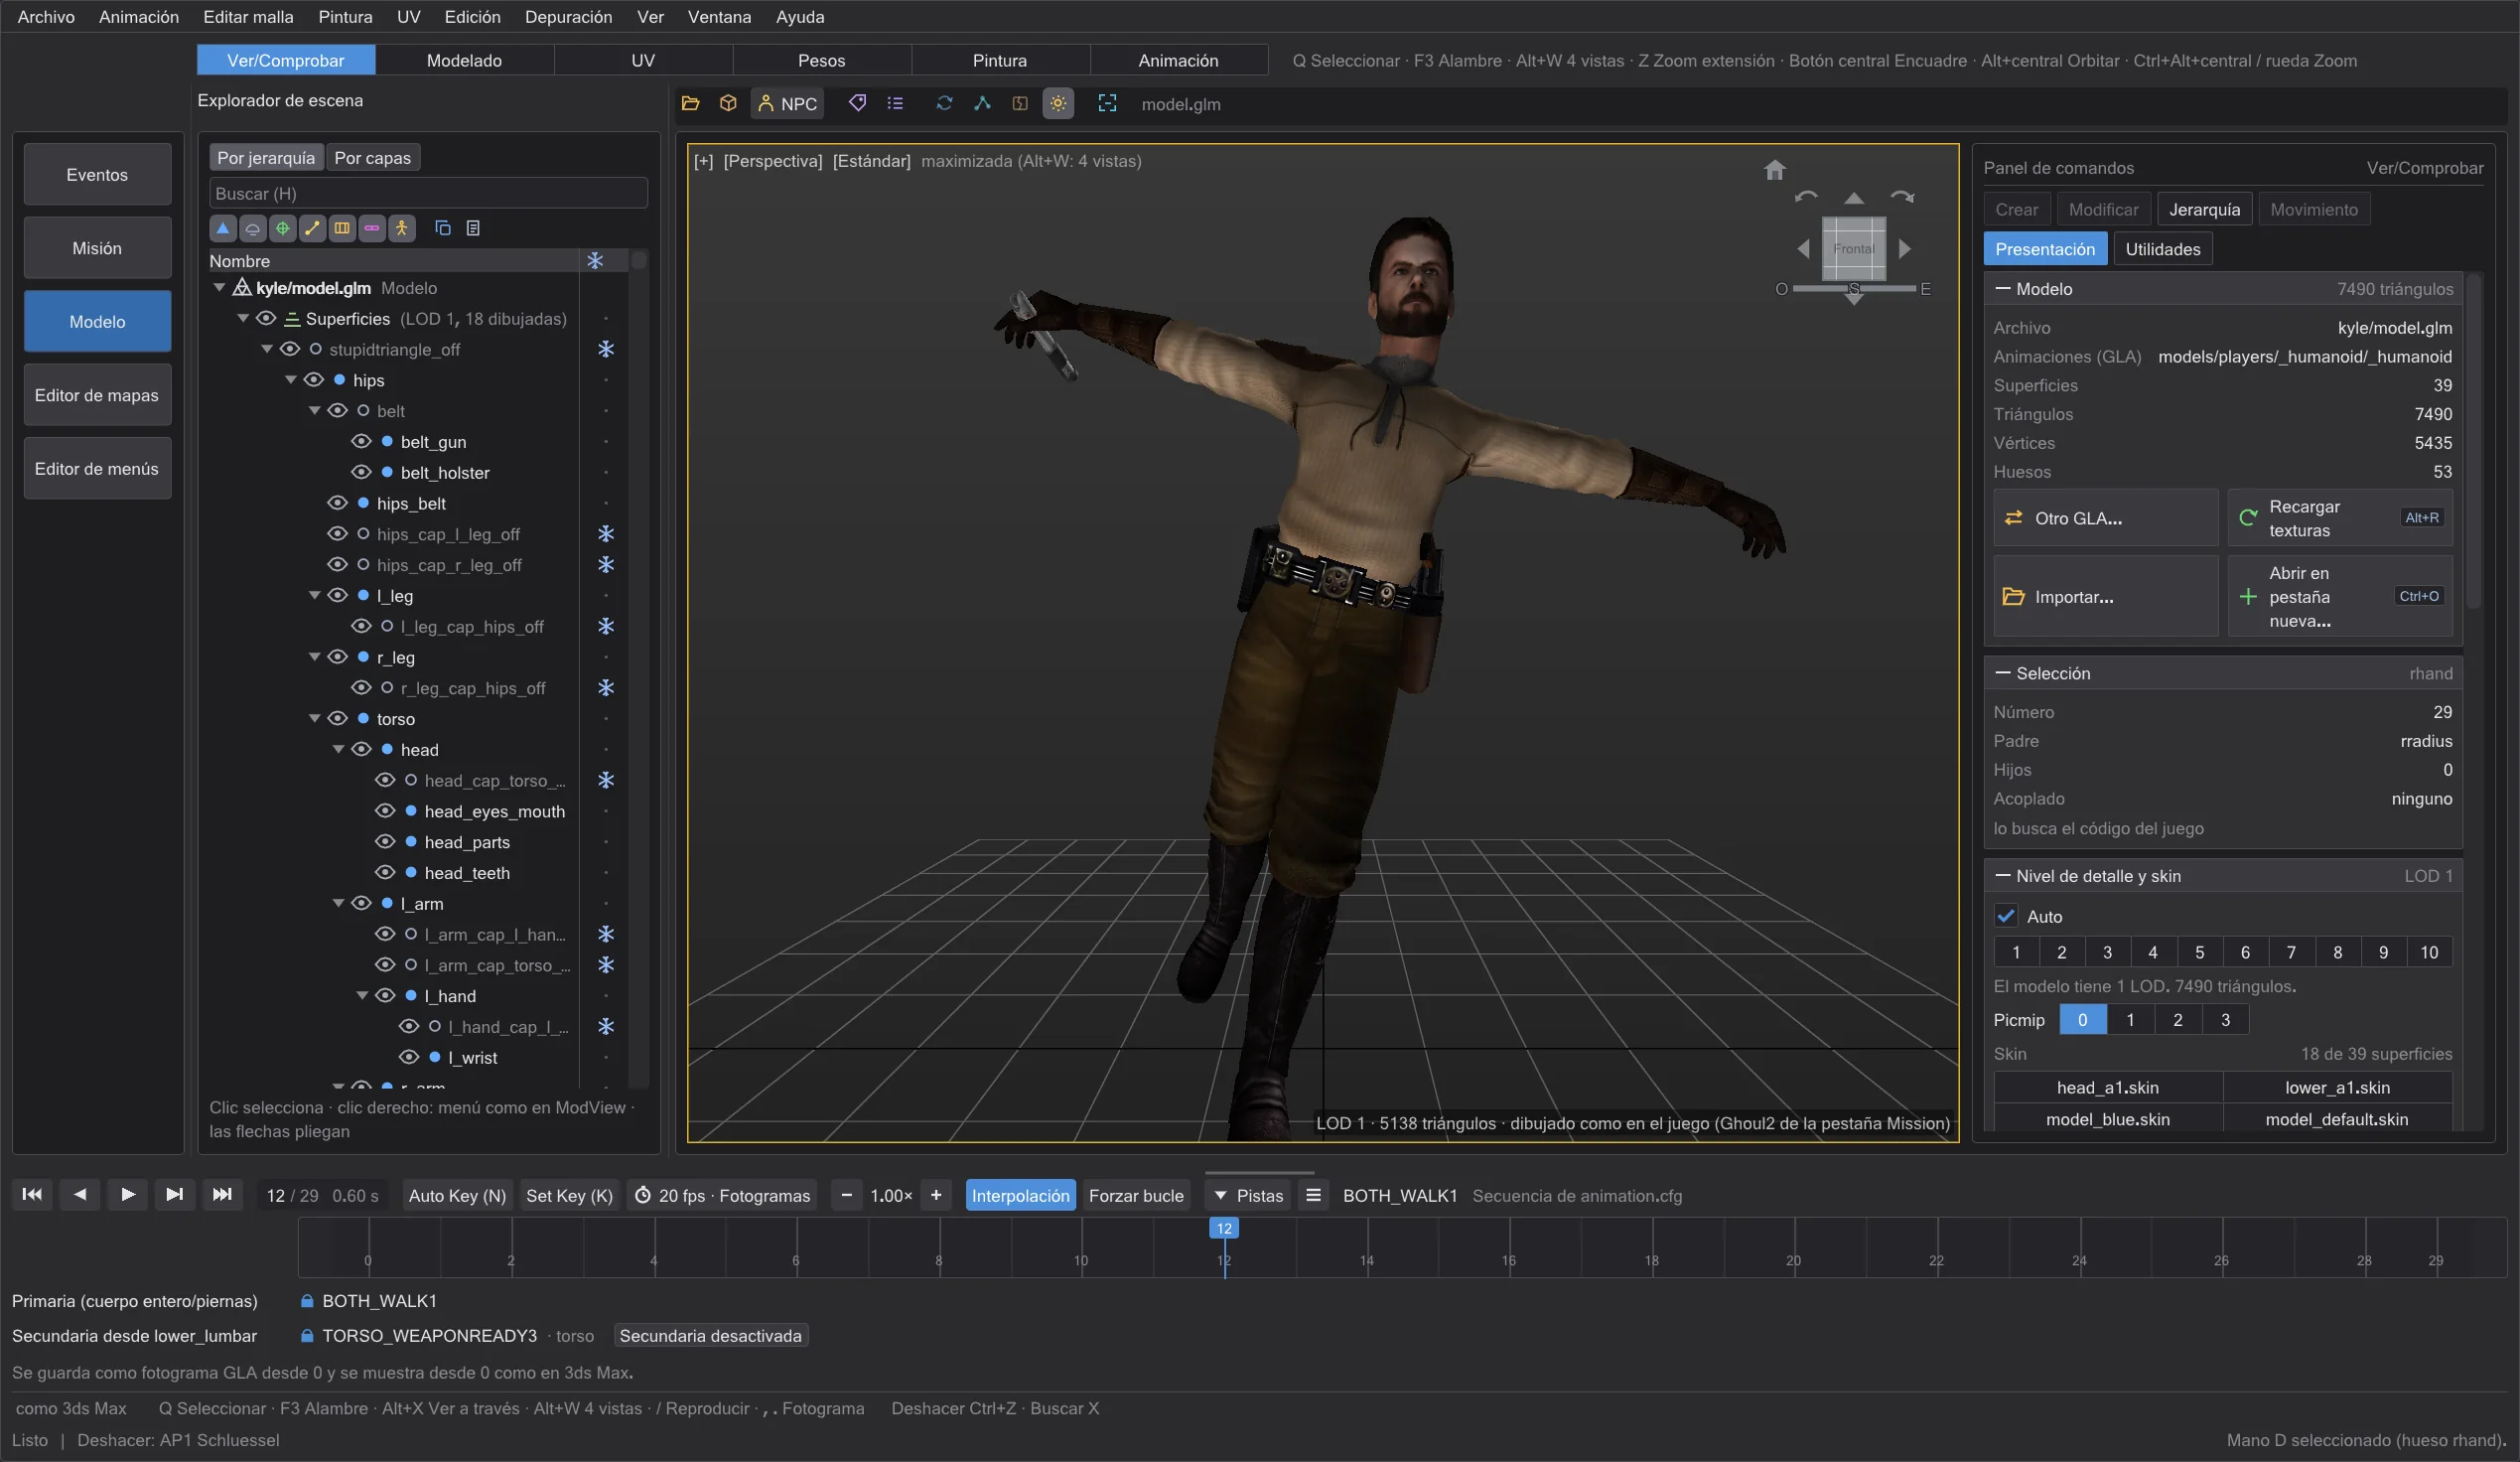 Archivo Animación Editar malla Pintura UV Edición Depuración Ver Ventana Ayuda
Ver/Comprobar Modelado UV Pesos Pintura Animación Q Seleccionar · F3 Alambre · Alt+W 4 vistas · Z Zoom extensión · Botón central Encuadre · Alt+central Orbitar · Ctrl+Alt+central / rueda Zoom
Explorador de escena
NPC model.glm
Eventos
Misión
Modelo
Editor de mapas
Editor de menús
Por jerarquía Por capas
Buscar (H)
Nombre
kyle/model.glm Modelo
Superficies (LOD 1, 18 dibujadas)
stupidtriangle_off
hips
belt
belt_gun
belt_holster
hips_belt
hips_cap_l_leg_off
hips_cap_r_leg_off
l_leg
l_leg_cap_hips_off
r_leg
r_leg_cap_hips_off
torso
head
head_cap_torso_...
head_eyes_mouth
head_parts
head_teeth
l_arm
l_arm_cap_l_han...
l_arm_cap_torso_...
l_hand
l_hand_cap_l_...
l_wrist
r_arm
Clic selecciona · clic derecho: menú como en ModView ·
las flechas pliegan
[+] [Perspectiva] [Estándar] maximizada (Alt+W: 4 vistas)
Frontal
O S E
LOD 1 · 5138 triángulos · dibujado como en el juego (Ghoul2 de la pestaña Mission)
Panel de comandos Ver/Comprobar
Crear Modificar Jerarquía Movimiento
Presentación Utilidades
Modelo 7490 triángulos
Archivo kyle/model.glm
Animaciones (GLA) models/players/_humanoid/_humanoid
Superficies 39
Triángulos 7490
Vértices 5435
Huesos 53
Otro GLA...
Recargar
texturas
Alt+R
Importar...
Abrir en
pestaña
nueva...
Ctrl+O
Selección rhand
Número 29
Padre rradius
Hijos 0
Acoplado ninguno
lo busca el código del juego
Nivel de detalle y skin LOD 1
Auto
1 2 3 4 5 6 7 8 9 10
El modelo tiene 1 LOD. 7490 triángulos.
Picmip 0 1 2 3
Skin 18 de 39 superficies
head_a1.skin lower_a1.skin
model_blue.skin model_default.skin
12 / 29 0.60 s Auto Key (N) Set Key (K) 20 fps · Fotogramas − 1.00× + Interpolación Forzar bucle Pistas BOTH_WALK1 Secuencia de animation.cfg
12
0 2 4 6 8 10 12 14 16 18 20 22 24 26 28 29
Primaria (cuerpo entero/piernas) BOTH_WALK1
Secundaria desde lower_lumbar TORSO_WEAPONREADY3 · torso Secundaria desactivada
Se guarda como fotograma GLA desde 0 y se muestra desde 0 como en 3ds Max.
como 3ds Max Q Seleccionar · F3 Alambre · Alt+X Ver a través · Alt+W 4 vistas · / Reproducir · , . Fotograma Deshacer Ctrl+Z · Buscar X
Listo | Deshacer: AP1 Schluessel
Mano D seleccionado (hueso rhand).